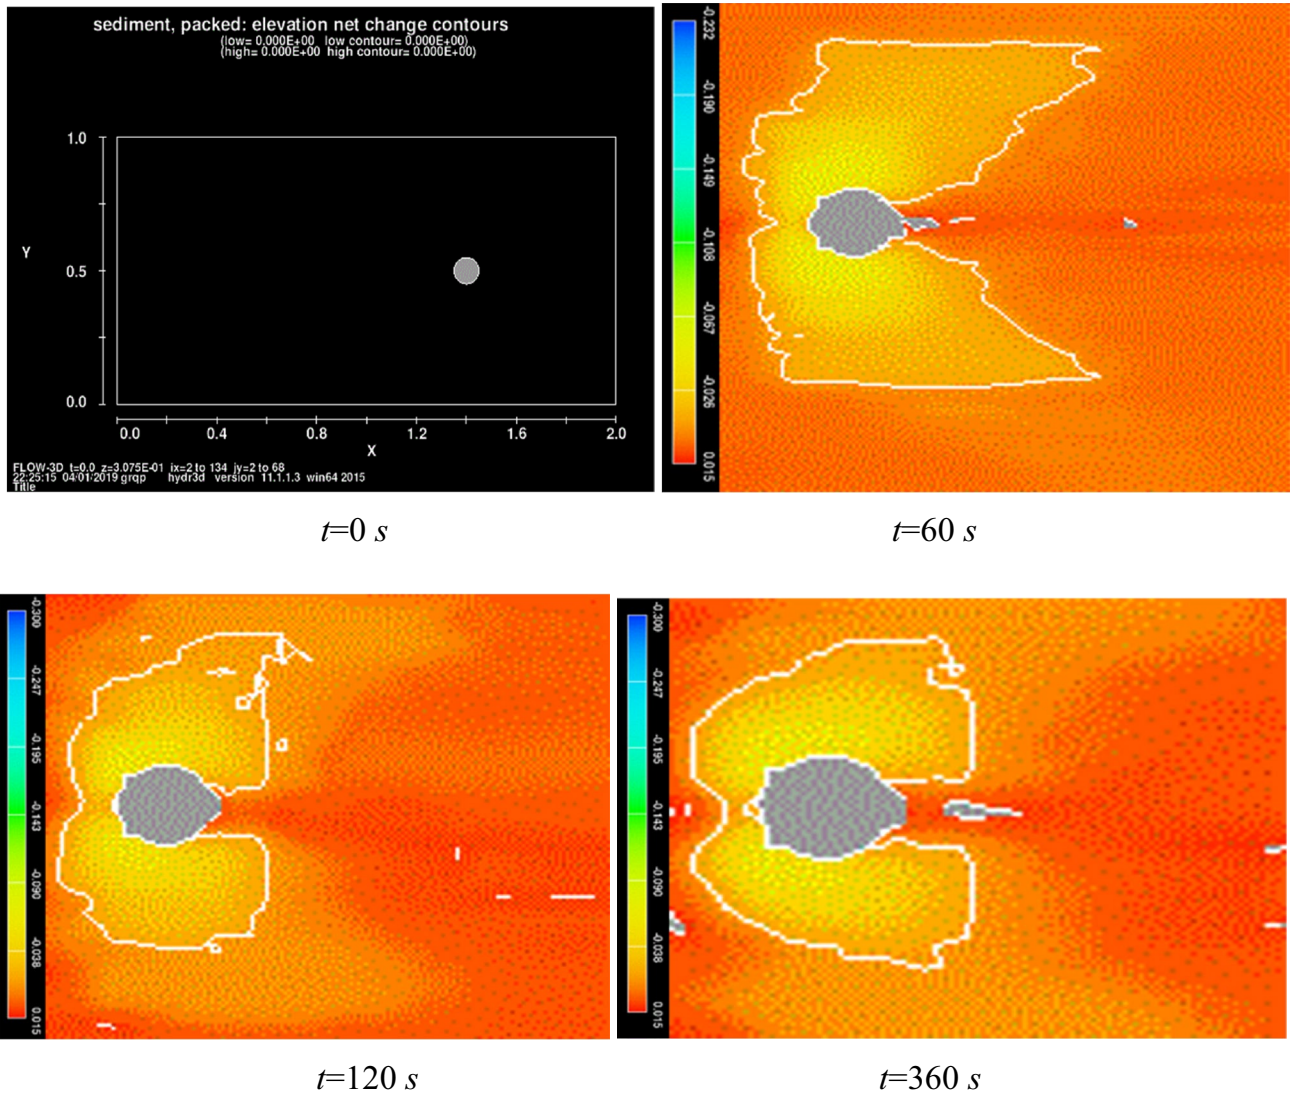 sediment, packed: elevation net change contours
(low= 0.000E+00 low contour= 0.000E+00)
(high= 0.000E+00 high contour= 0.000E+00)
1.0
Y
0.5
0.0
0.0 0.4 0.8 1.2 1.6 2.0
X
FLOW-3D t=0.0 z=3.075E-01 ix=2 to 134 jy=2 to 68
22:25:15 04/01/2019 grqp hydr3d version 11.1.1.3 win64 2015
Title
-0.232
-0.190
-0.149
-0.108
-0.067
-0.026
0.015
t=0 s
t=60 s
-0.300
-0.247
-0.195
-0.143
-0.090
-0.038
0.015
-0.300
-0.247
-0.195
-0.143
-0.090
-0.038
0.015
t=120 s
t=360 s